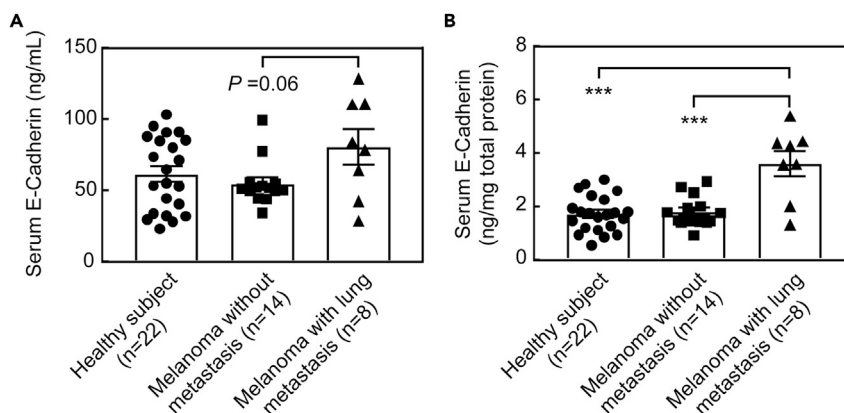 A
Serum E-Cadherin (ng/mL)
150
100
50
0
P =0.06
Healthy subject
(n=22)
Melanoma without
metastasis (n=14)
Melanoma with lung
metastasis (n=8)
B
Serum E-Cadherin
(ng/mg total protein)
8
6
4
2
0
***
***
Healthy subject
(n=22)
Melanoma without
metastasis (n=14)
Melanoma with lung
metastasis (n=8)